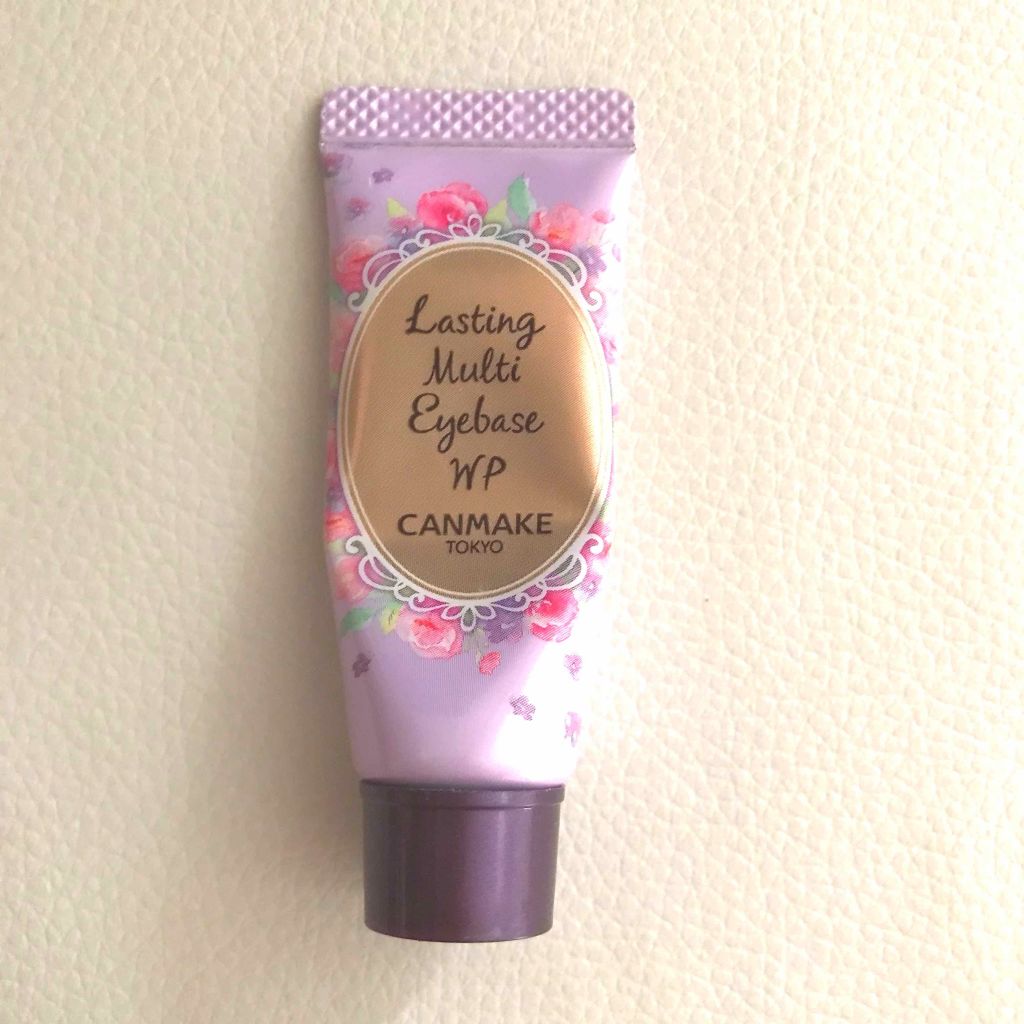 Lasting
Multi
Eyebase
WP
CANMAKE
TOKYO